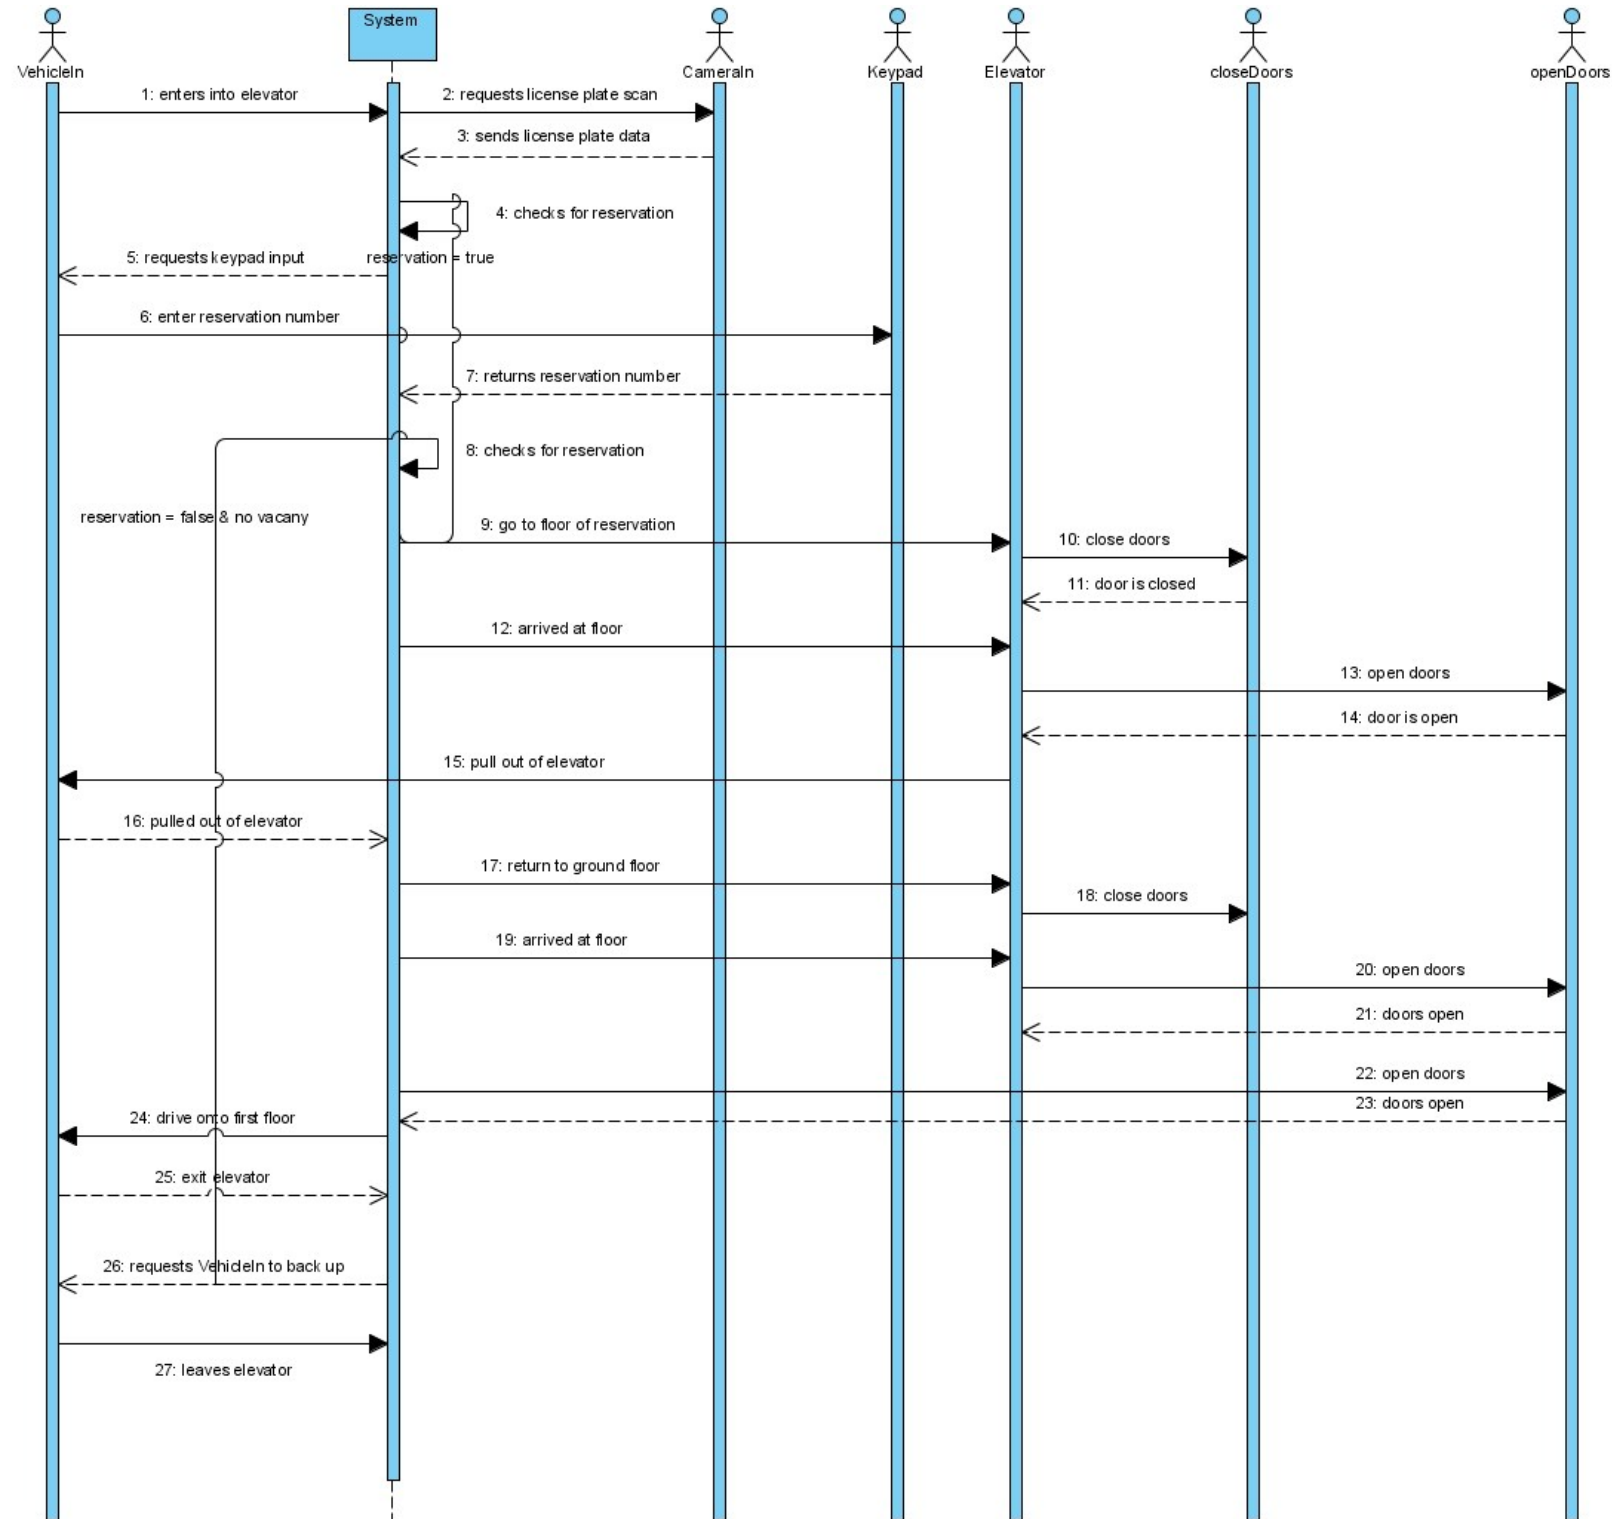 System
VehicleIn
CameraIn
Keypad
Elevator
closeDoors
openDoors
1: enters into elevator
2: requests license plate scan
3: sends license plate data
4: checks for reservation
5: requests keypad input
reservation = true
6: enter reservation number
7: returns reservation number
8: checks for reservation
reservation = false & no vacancy
9: go to floor of reservation
10: close doors
11: door is closed
12: arrived at floor
13: open doors
14: door is open
15: pull out of elevator
16: pulled out of elevator
17: return to ground floor
18: close doors
19: arrived at floor
20: open doors
21: doors open
22: open doors
23: doors open
24: drive onto first floor
25: exit elevator
26: requests VehicleIn to back up
27: leaves elevator